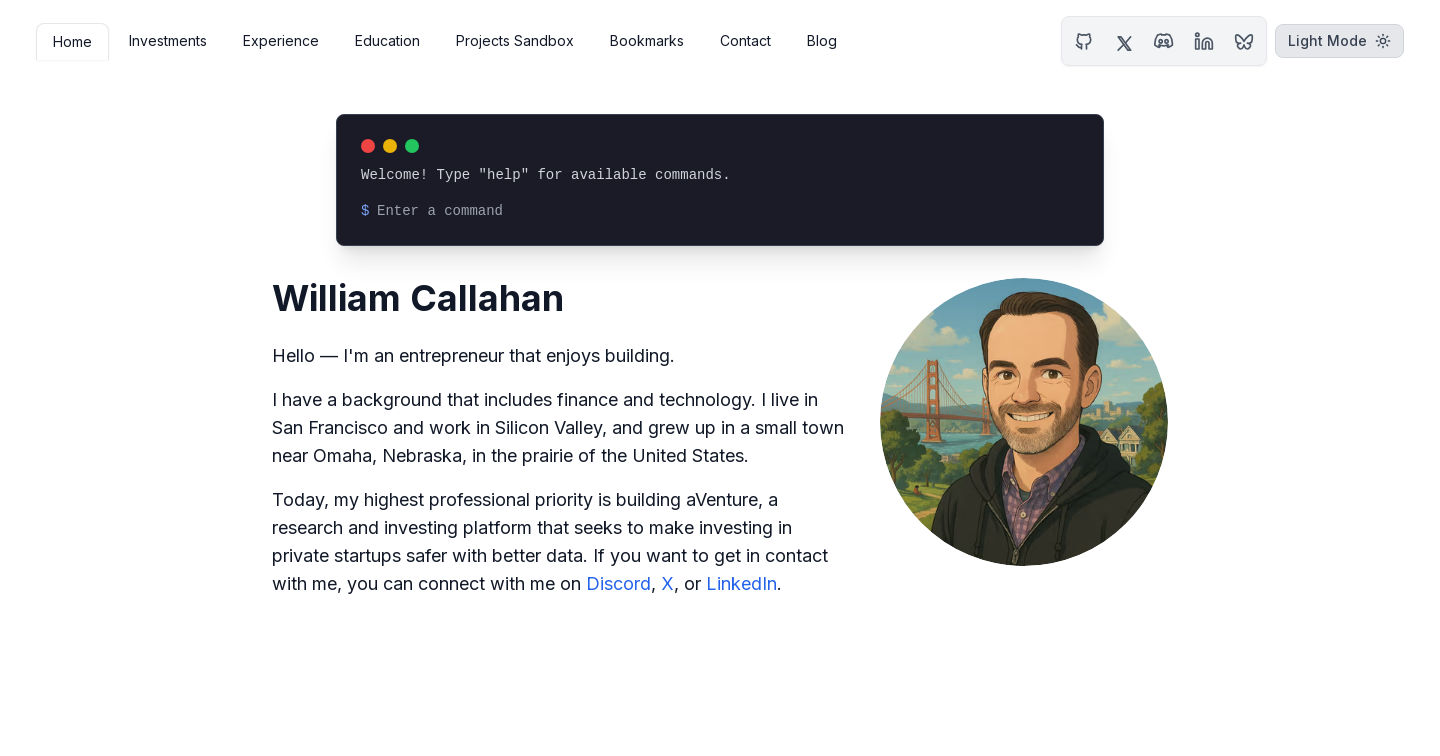 Home Investments Experience Education Projects Sandbox Bookmarks Contact Blog Light Mode
Welcome! Type "help" for available commands.
$ Enter a command
William Callahan
Hello — I'm an entrepreneur that enjoys building.
I have a background that includes finance and technology. I live in
San Francisco and work in Silicon Valley, and grew up in a small town
near Omaha, Nebraska, in the prairie of the United States.
Today, my highest professional priority is building aVenture, a
research and investing platform that seeks to make investing in
private startups safer with better data. If you want to get in contact
with me, you can connect with me on Discord, X, or LinkedIn.